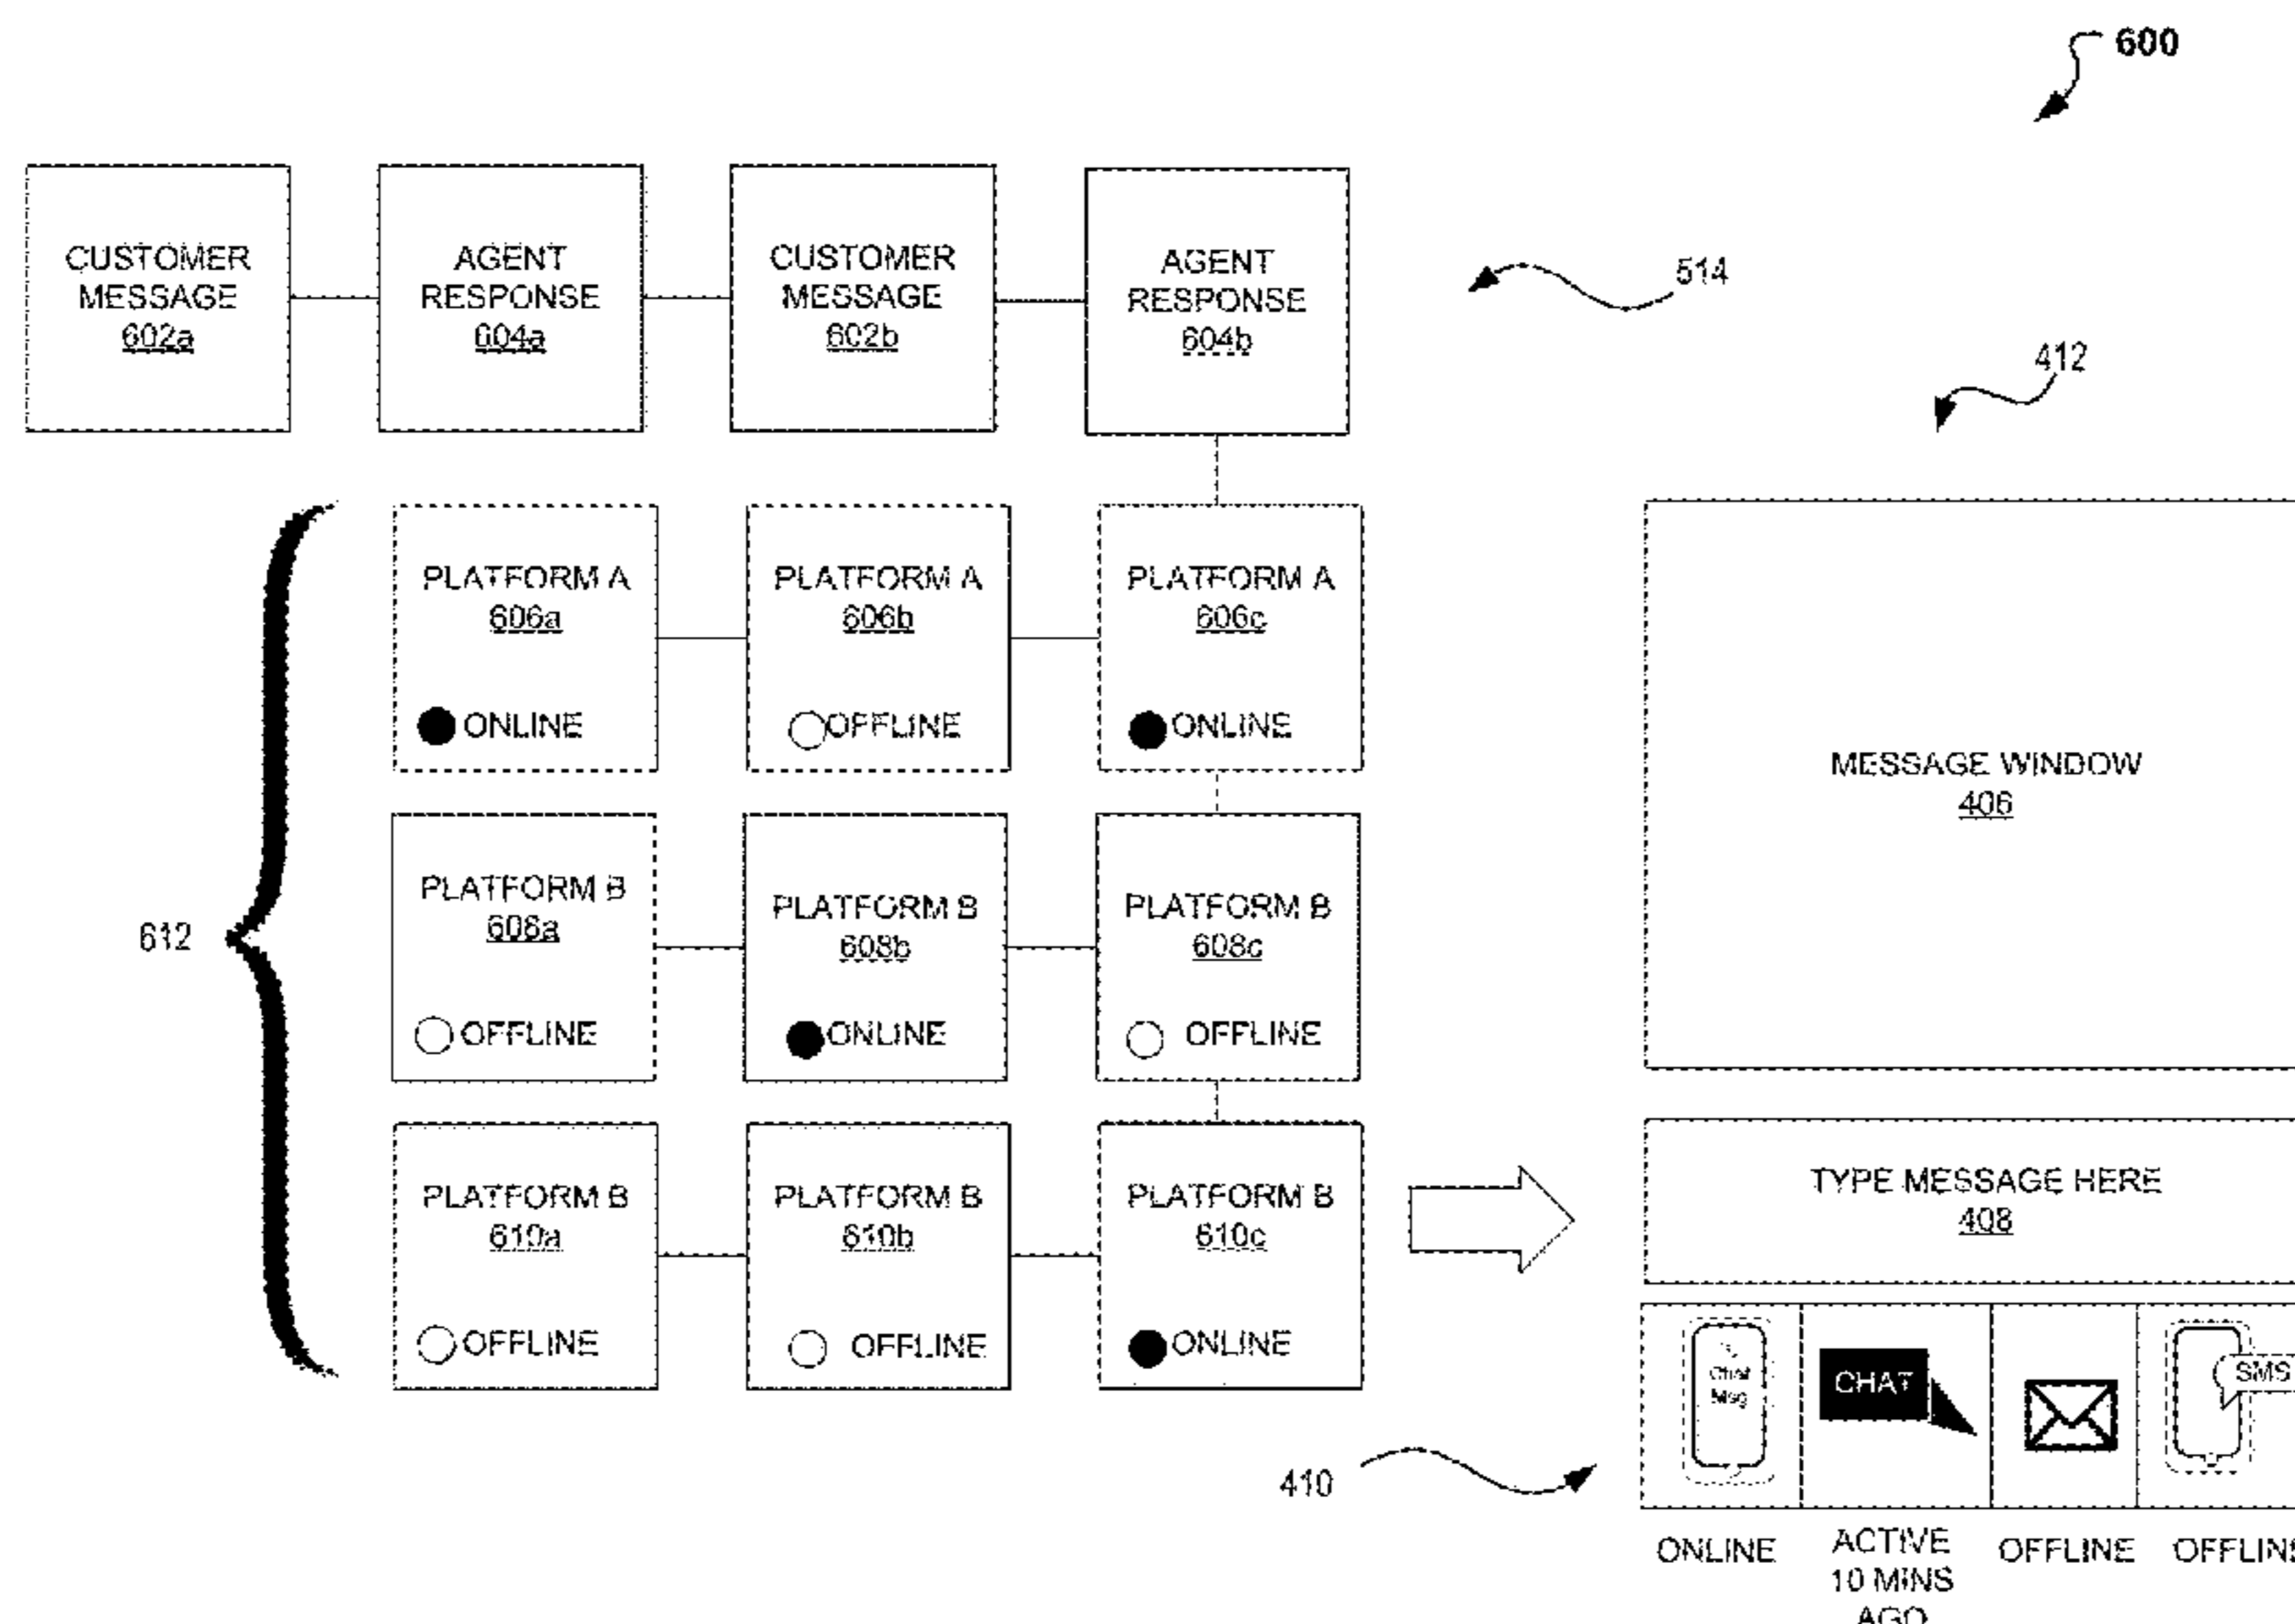 600
CUSTOMER
MESSAGE
602a
AGENT
RESPONSE
604a
CUSTOMER
MESSAGE
602b
AGENT
RESPONSE
604b
514
412
PLATFORM A
606a
ONLINE
PLATFORM A
606b
OFFLINE
PLATFORM A
606c
ONLINE
MESSAGE WINDOW
406
612
PLATFORM B
608a
OFFLINE
PLATFORM B
608b
ONLINE
PLATFORM B
608c
OFFLINE
PLATFORM B
610a
OFFLINE
PLATFORM B
610b
OFFLINE
PLATFORM B
610c
ONLINE
TYPE MESSAGE HERE
408
Chat
Msg
CHAT
SMS
410
ONLINE
ACTIVE
10 MINS
AGO
OFFLINE
OFFLINE